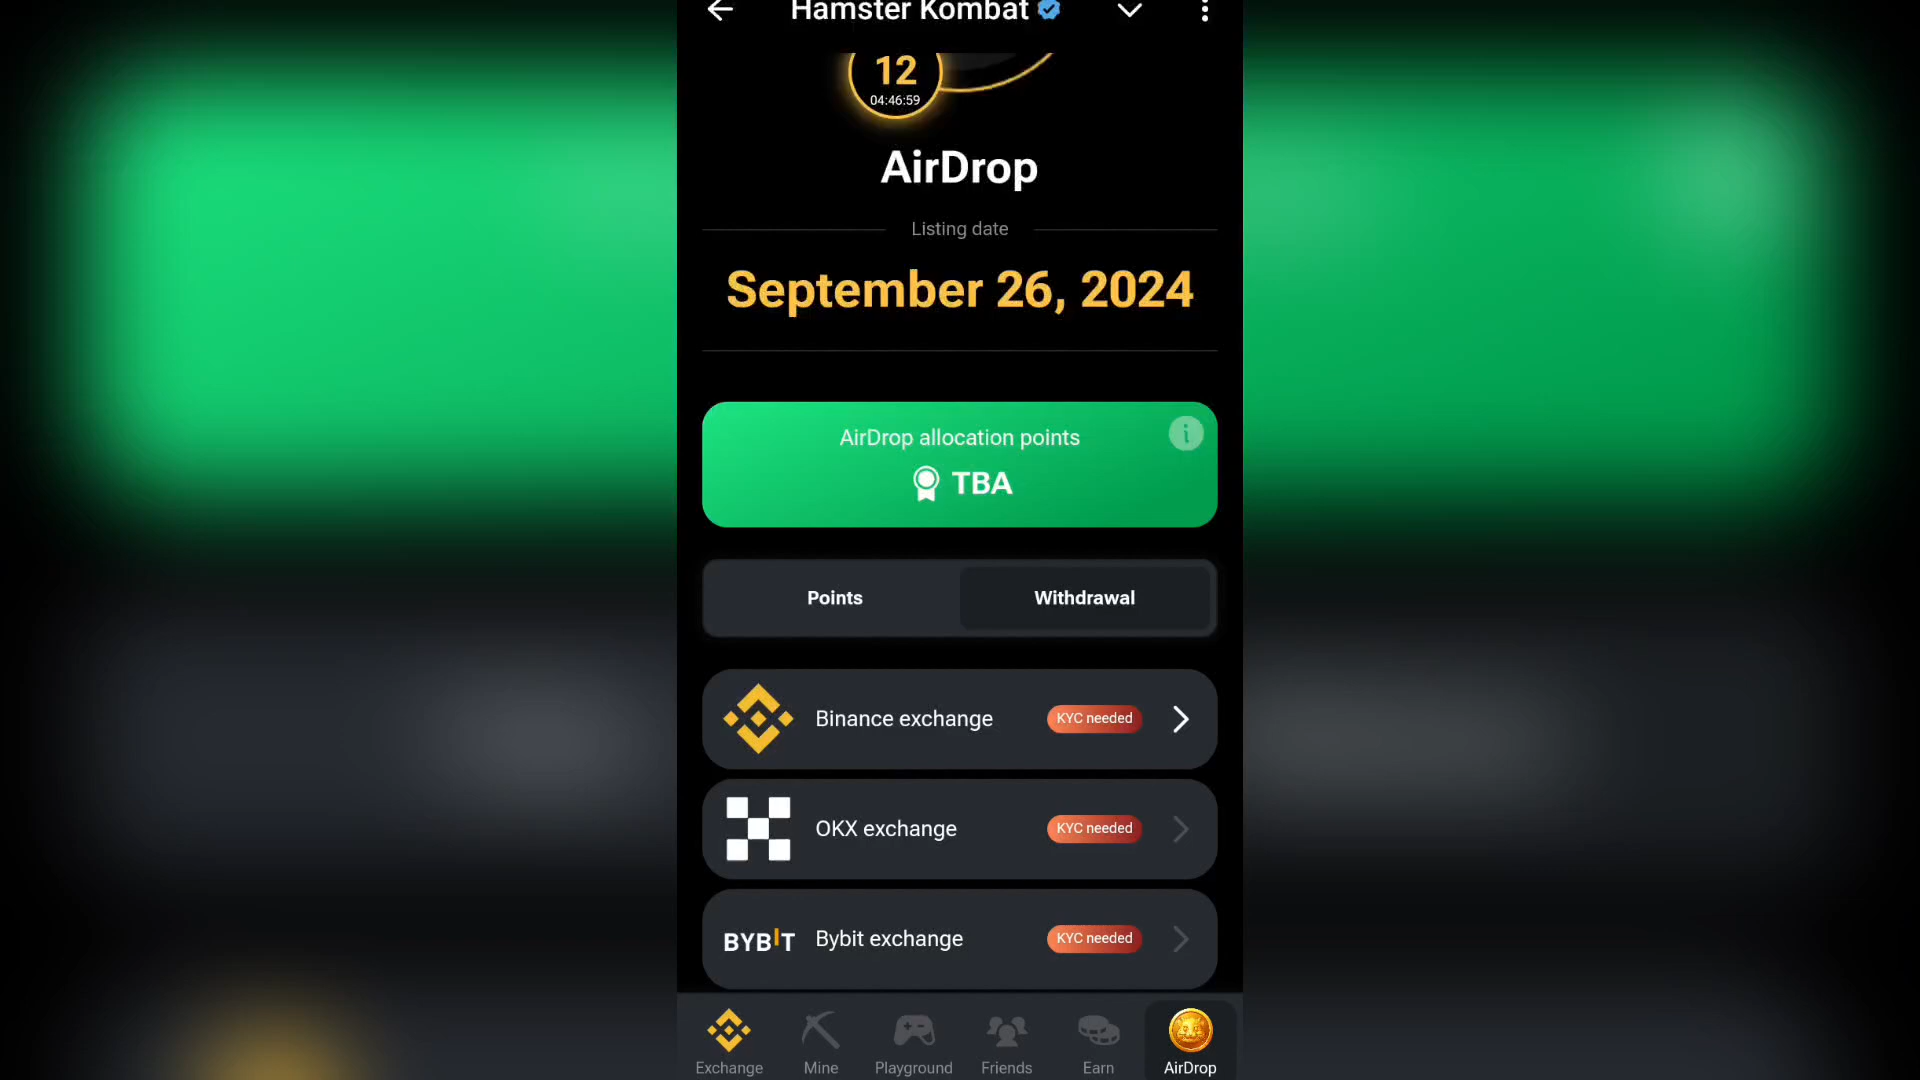 Hamster Kombat
12
04:46:59
AirDrop
Listing date
September 26, 2024
AirDrop allocation points
TBA
Points
Withdrawal
Binance exchange KYC needed
OKX exchange KYC needed
BYBIT Bybit exchange KYC needed
Exchange Mine Playground Friends Earn AirDrop